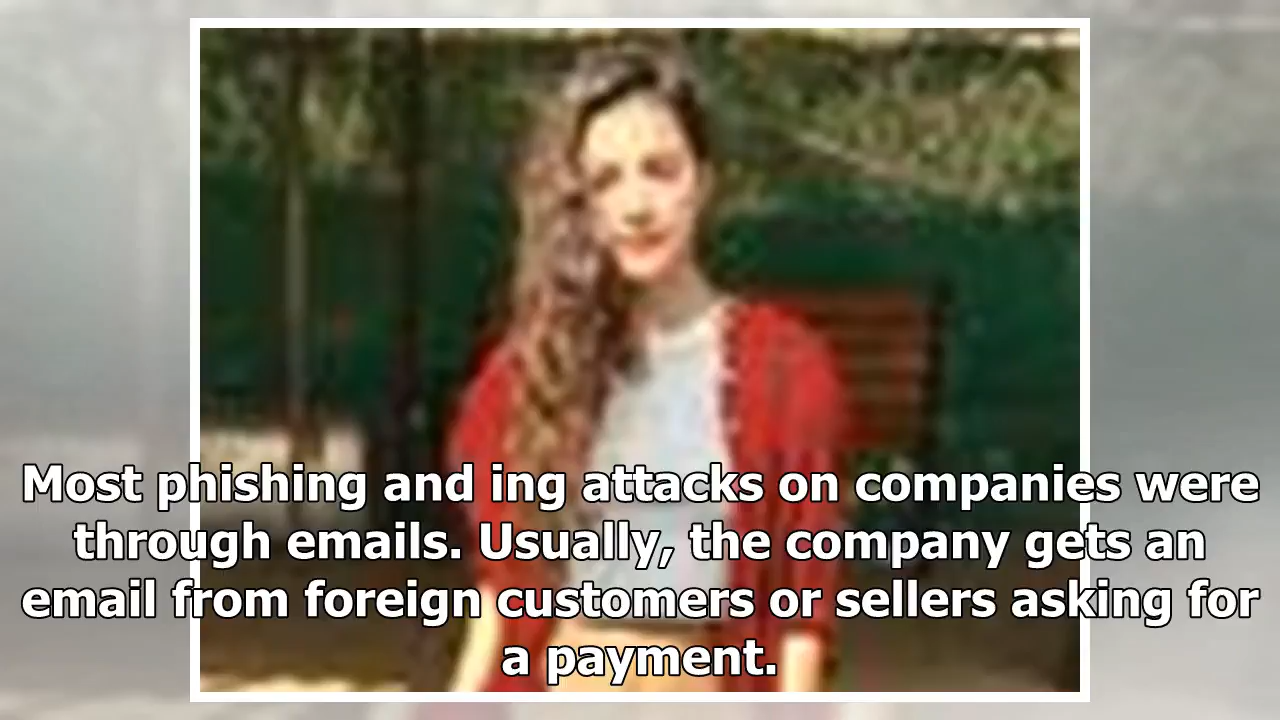 Most phishing and ing attacks on companies were
through emails. Usually, the company gets an
email from foreign customers or sellers asking for
a payment.